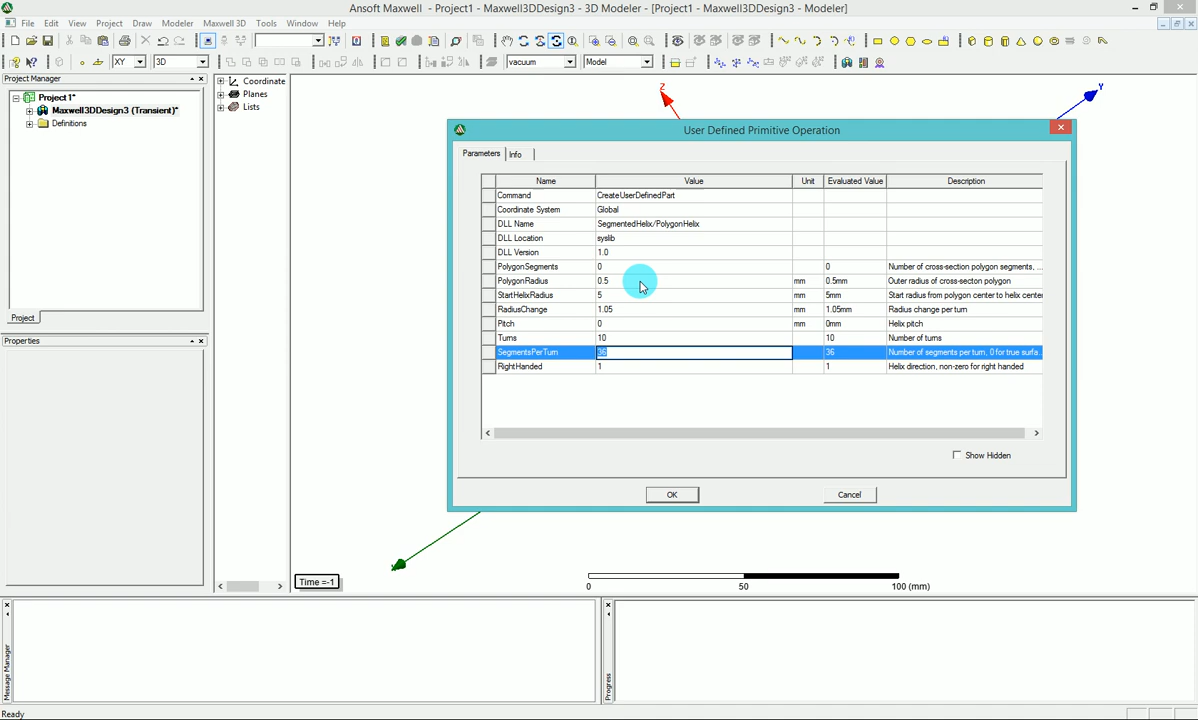 Ansoft Maxwell - Project1 - Maxwell3DDesign3 - 3D Modeler - [Project1 - Maxwell3DDesign3 - Modeler]
File Edit View Project Draw Modeler Maxwell 3D Tools Window Help
XY 3D vacuum Model
Project Manager
Project1*
Maxwell3DDesign3 (Transient)*
Definitions
Project
Properties
Coordinate
Planes
Lists
Z
Y
User Defined Primitive Operation
Parameters Info
Name Value Unit Evaluated Value Description
Command CreateUserDefinedPart
Coordinate System Global
DLL Name SegmentedHelix/PolygonHelix
DLL Location syslib
DLL Version 1.0
PolygonSegments 0 0 Number of cross-section polygon segments, ...
PolygonRadius 0.5 mm 0.5mm Outer radius of cross-secton polygon
StartHelixRadius 5 mm 5mm Start radius from polygon center to helix center
RadiusChange 1.05 mm 1.05mm Radius change per turn
Pitch 0 mm 0mm Helix pitch
Turns 10 10 Number of turns
SegmentsPerTurn 36 36 Number of segments per turn, 0 for true surfa...
RightHanded 1 1 Helix direction, non-zero for right handed
Show Hidden
OK Cancel
Time =-1
0 50 100 (mm)
Message Manager
Progress
Ready